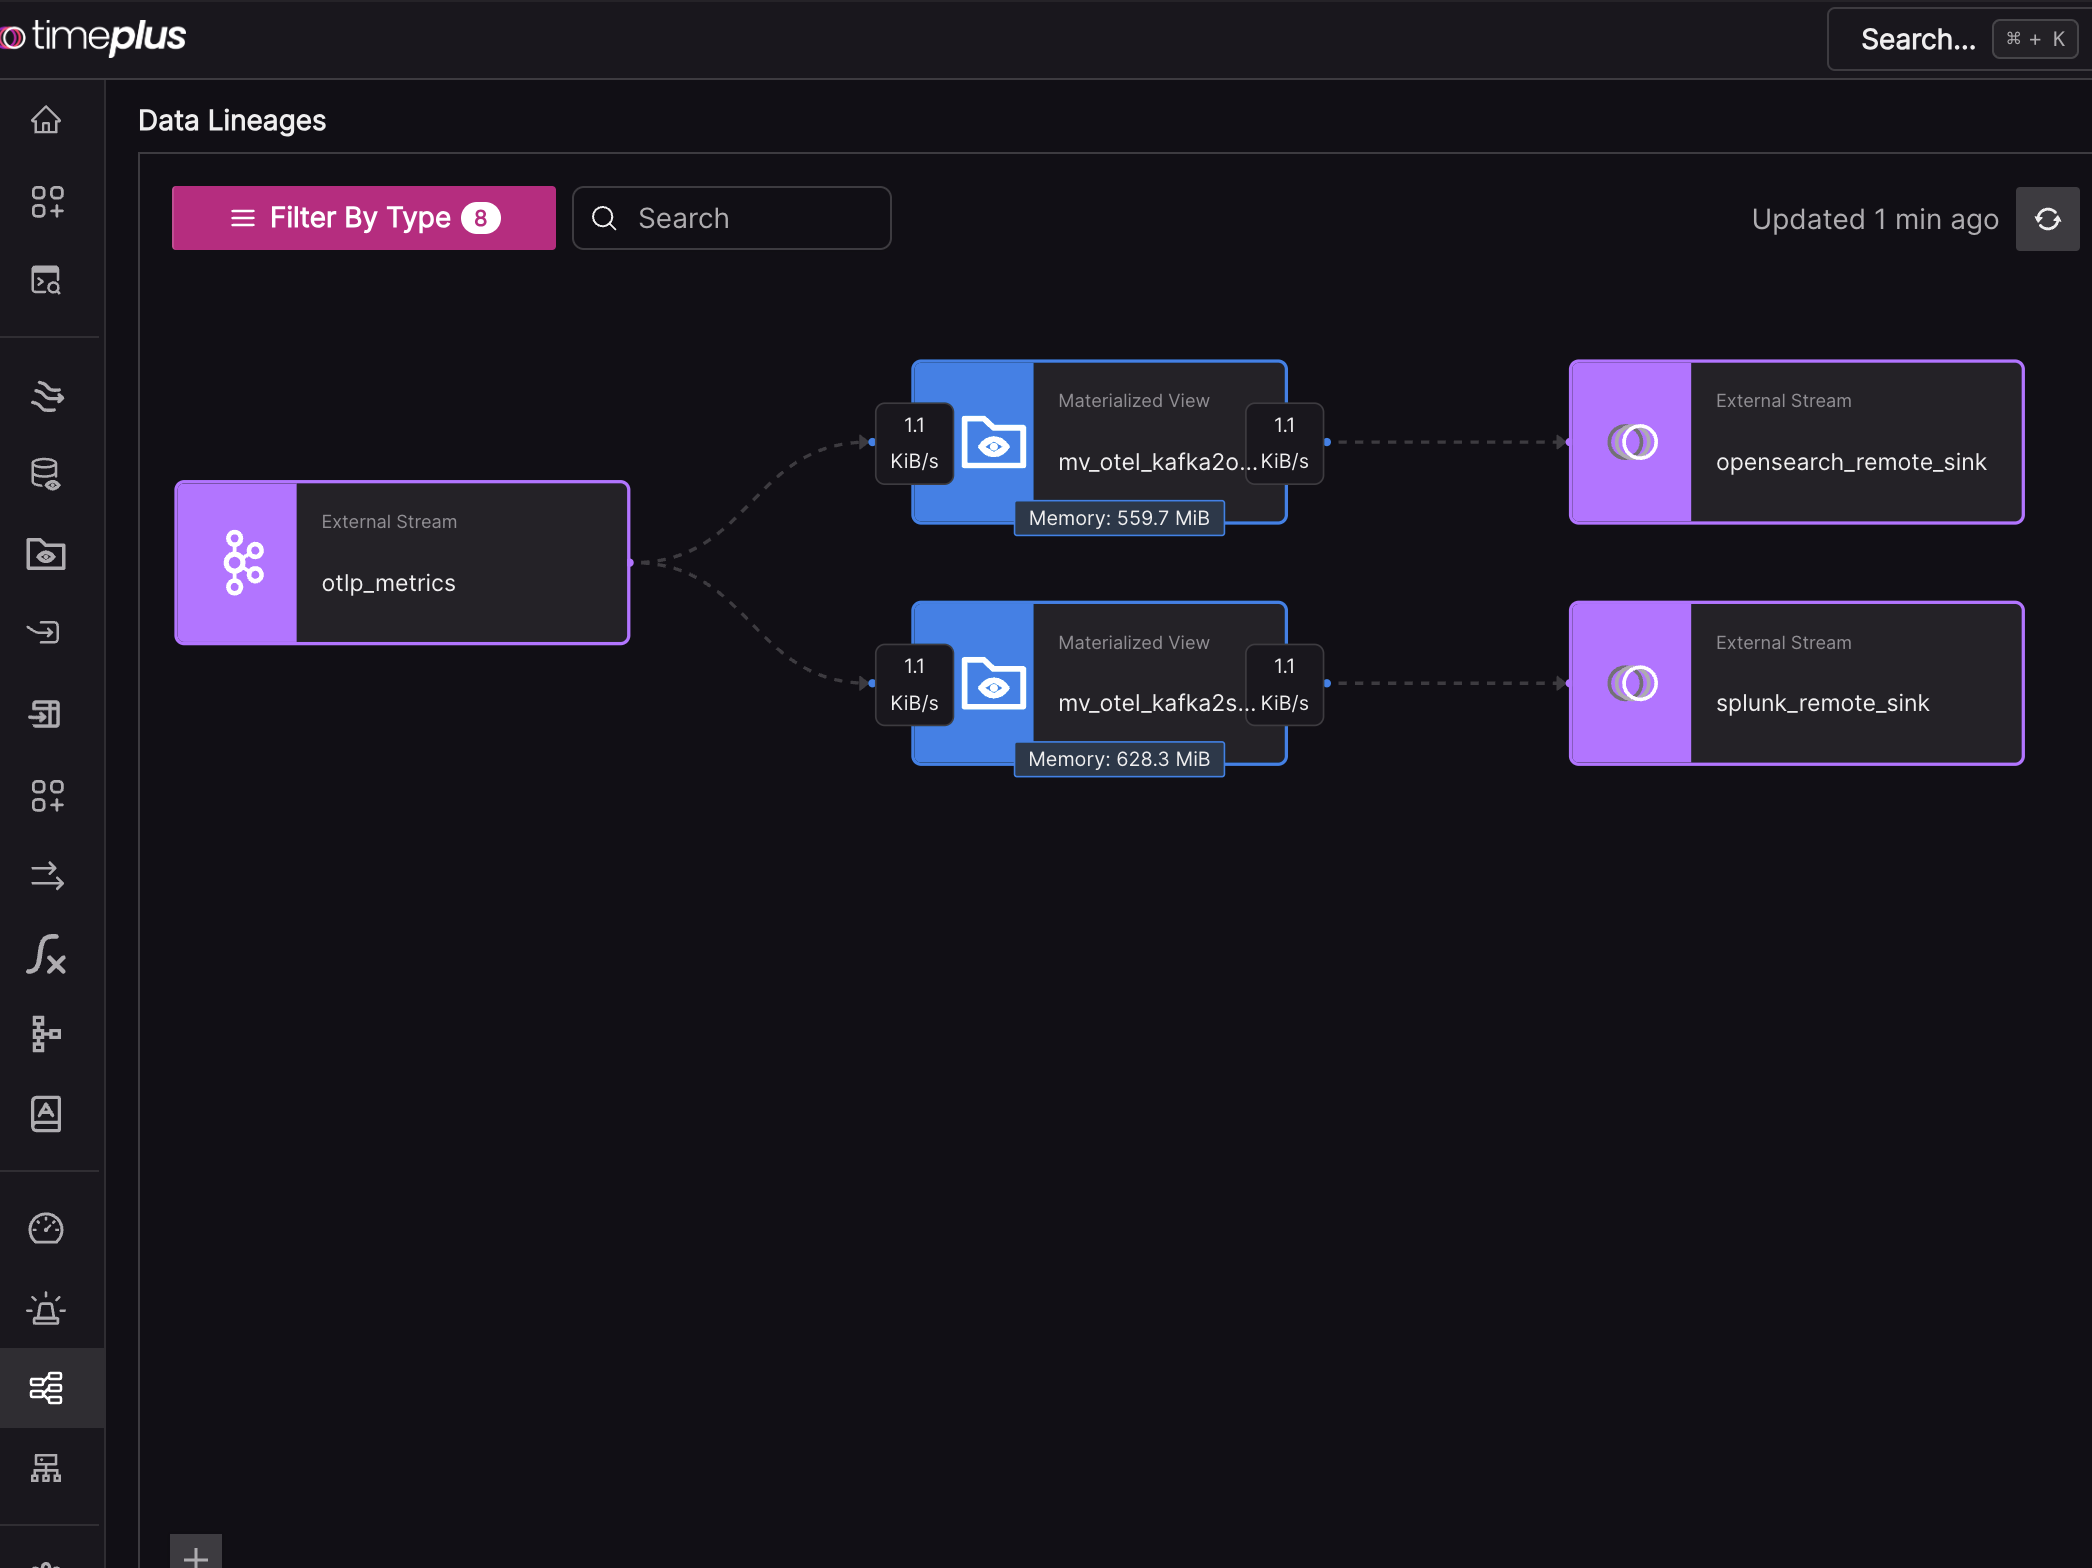 timeplus
Search... ⌘ + K
Data Lineages
Filter By Type 8
Search
Updated 1 min ago
External Stream
otlp_metrics
1.1
KiB/s
Materialized View
mv_otel_kafka2o...
1.1
KiB/s
Memory: 559.7 MiB
External Stream
opensearch_remote_sink
1.1
KiB/s
Materialized View
mv_otel_kafka2s...
1.1
KiB/s
Memory: 628.3 MiB
External Stream
splunk_remote_sink